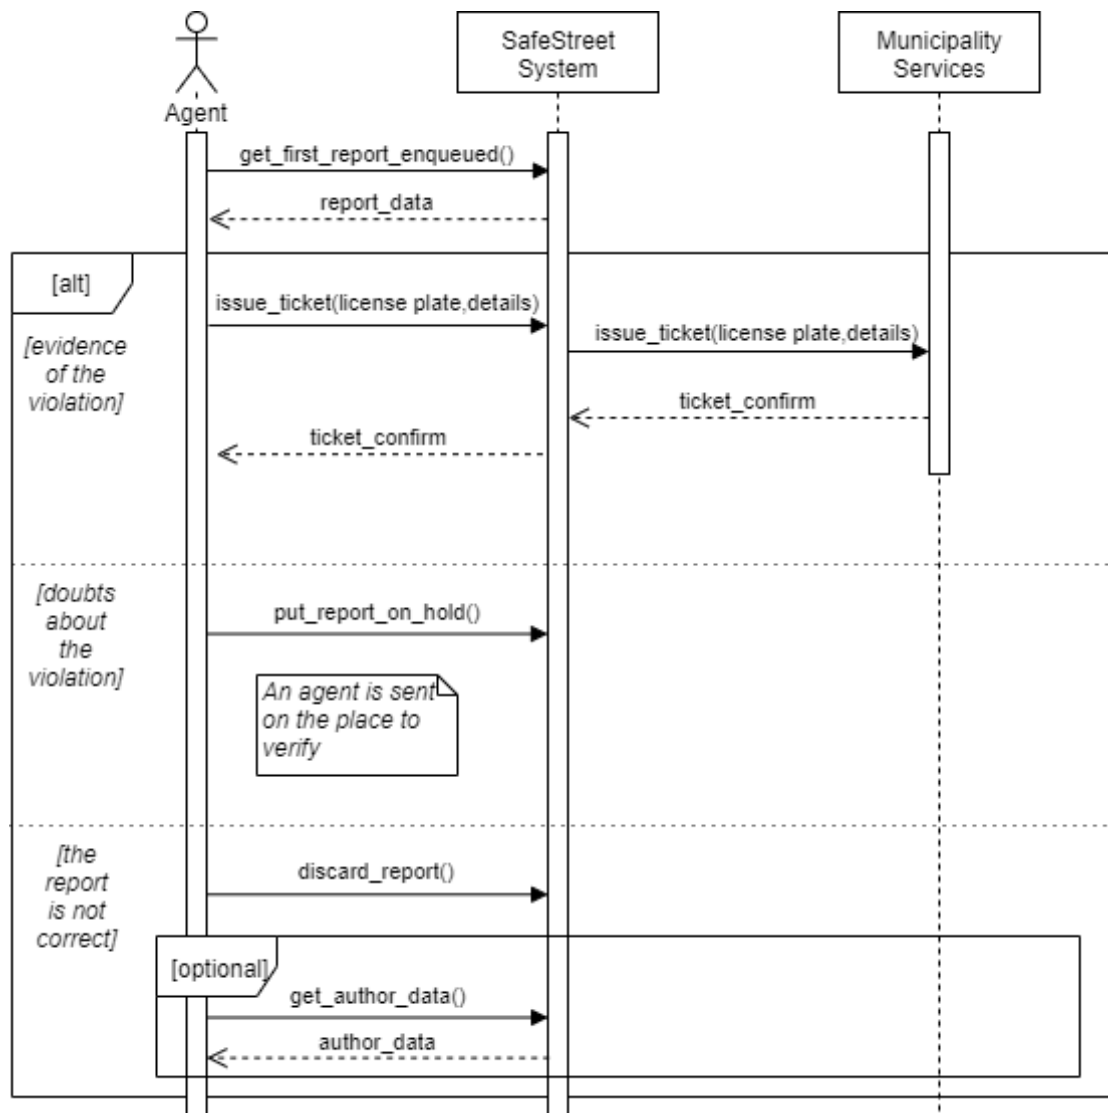 SafeStreet
System
Municipality
Services
Agent
get_first_report_enqueued()
report_data
[alt]
issue_ticket(license plate,details)
issue_ticket(license plate,details)
[evidence
of the
violation]
ticket_confirm
ticket_confirm
[doubts
about
the
violation]
put_report_on_hold()
An agent is sent
on the place to
verify
[the
report
is not
correct]
discard_report()
[optional]
get_author_data()
author_data